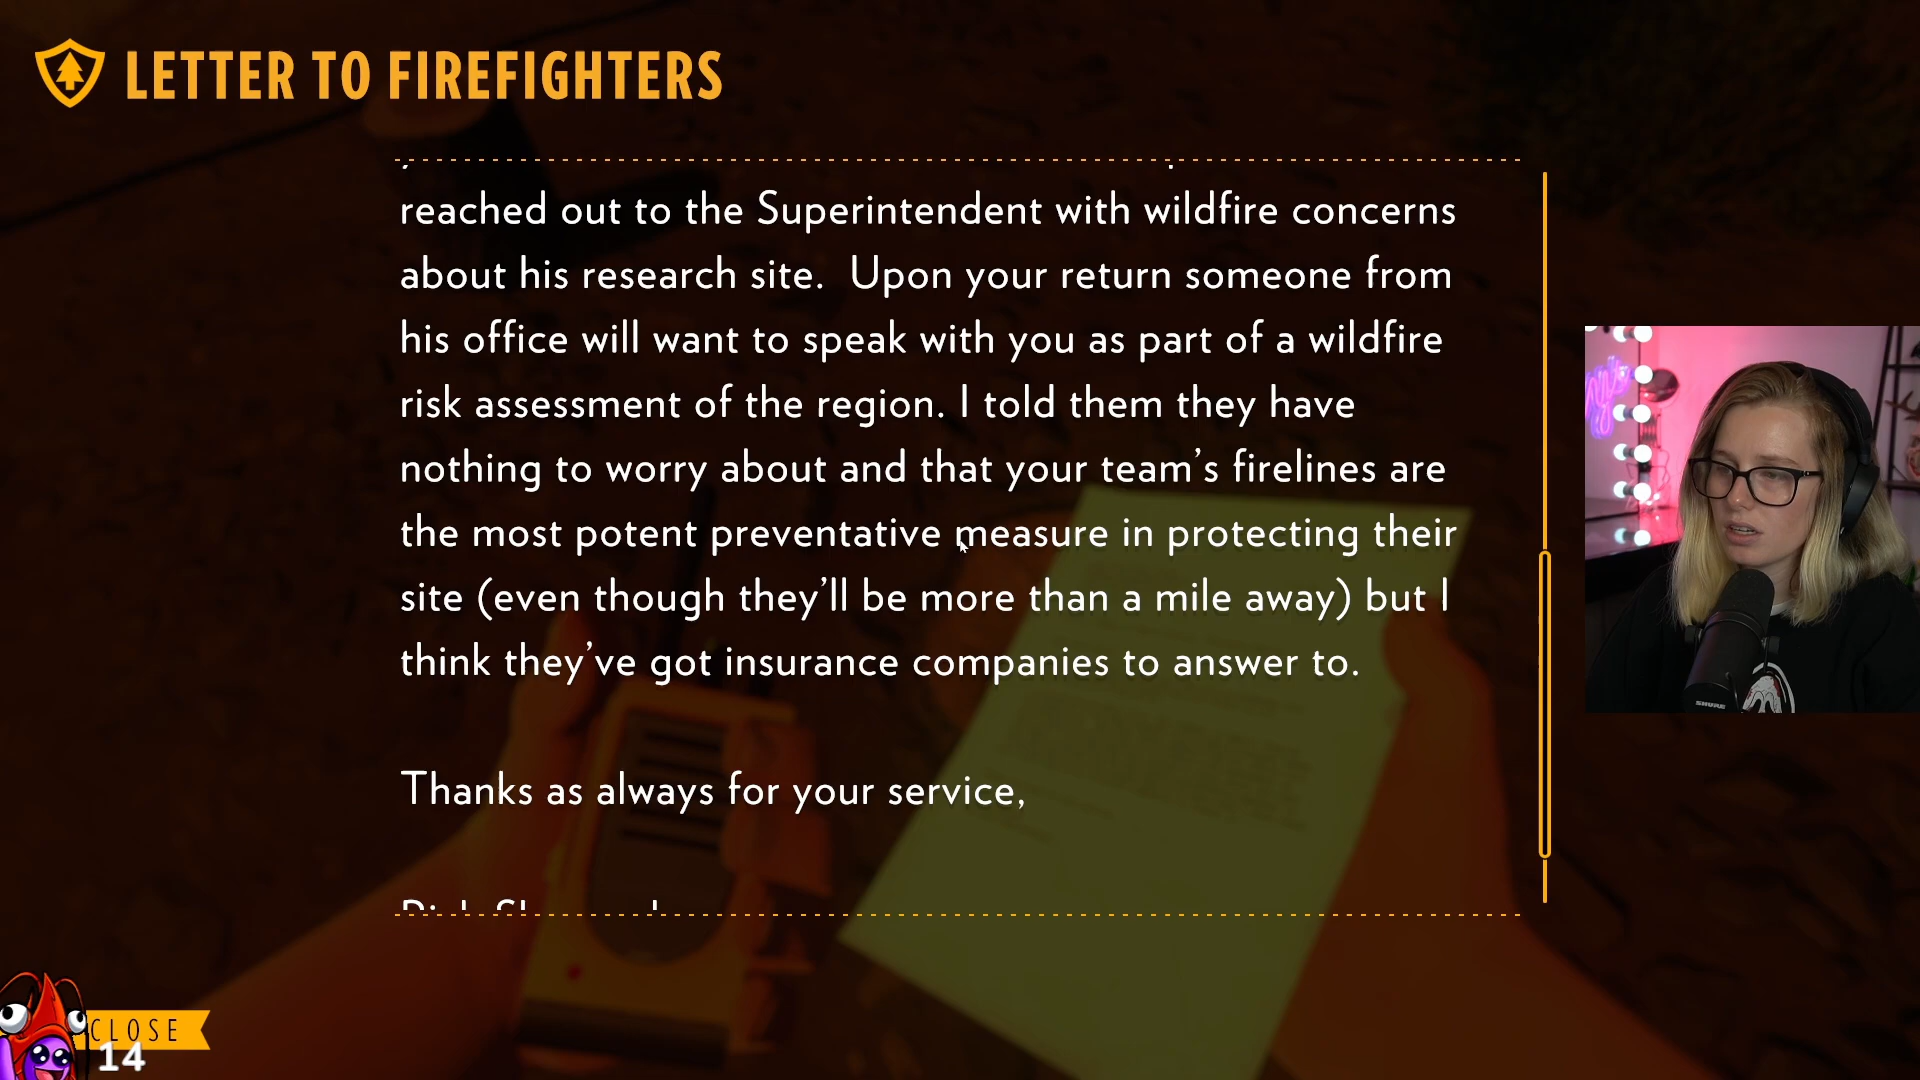 LETTER TO FIREFIGHTERS
reached out to the Superintendent with wildfire concerns
about his research site.  Upon your return someone from
his office will want to speak with you as part of a wildfire
risk assessment of the region. I told them they have
nothing to worry about and that your team's firelines are
the most potent preventative measure in protecting their
site (even though they'll be more than a mile away) but I
think they've got insurance companies to answer to.
Thanks as always for your service,
CLOSE
14
SHURE